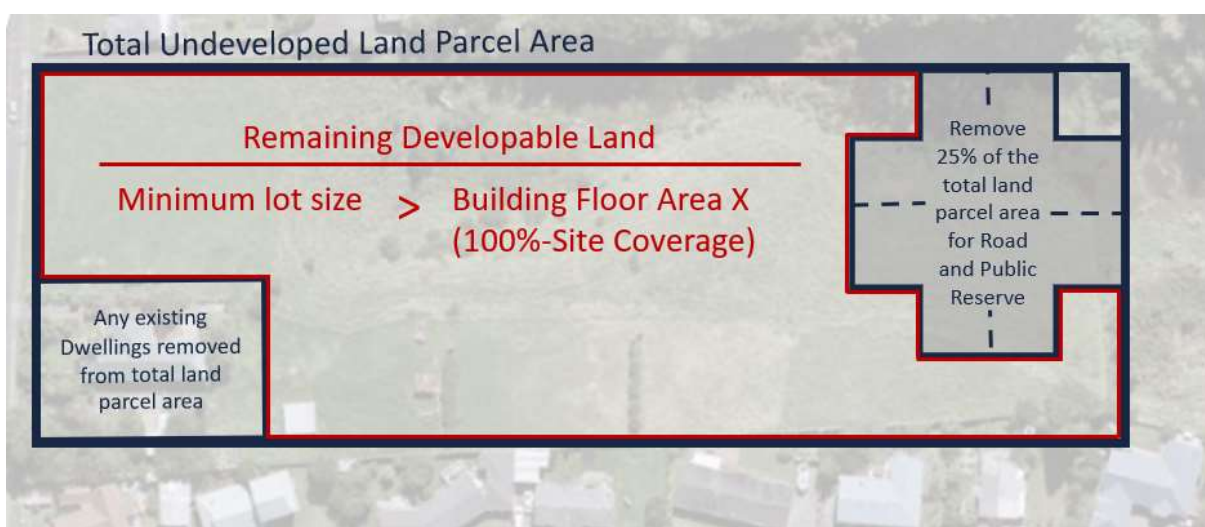 Total Undeveloped Land Parcel Area
Remaining Developable Land
Minimum lot size > Building Floor Area X
(100%-Site Coverage)
Remove
25% of the
total land
parcel area
for Road
and Public
Reserve
Any existing
Dwellings removed
from total land
parcel area